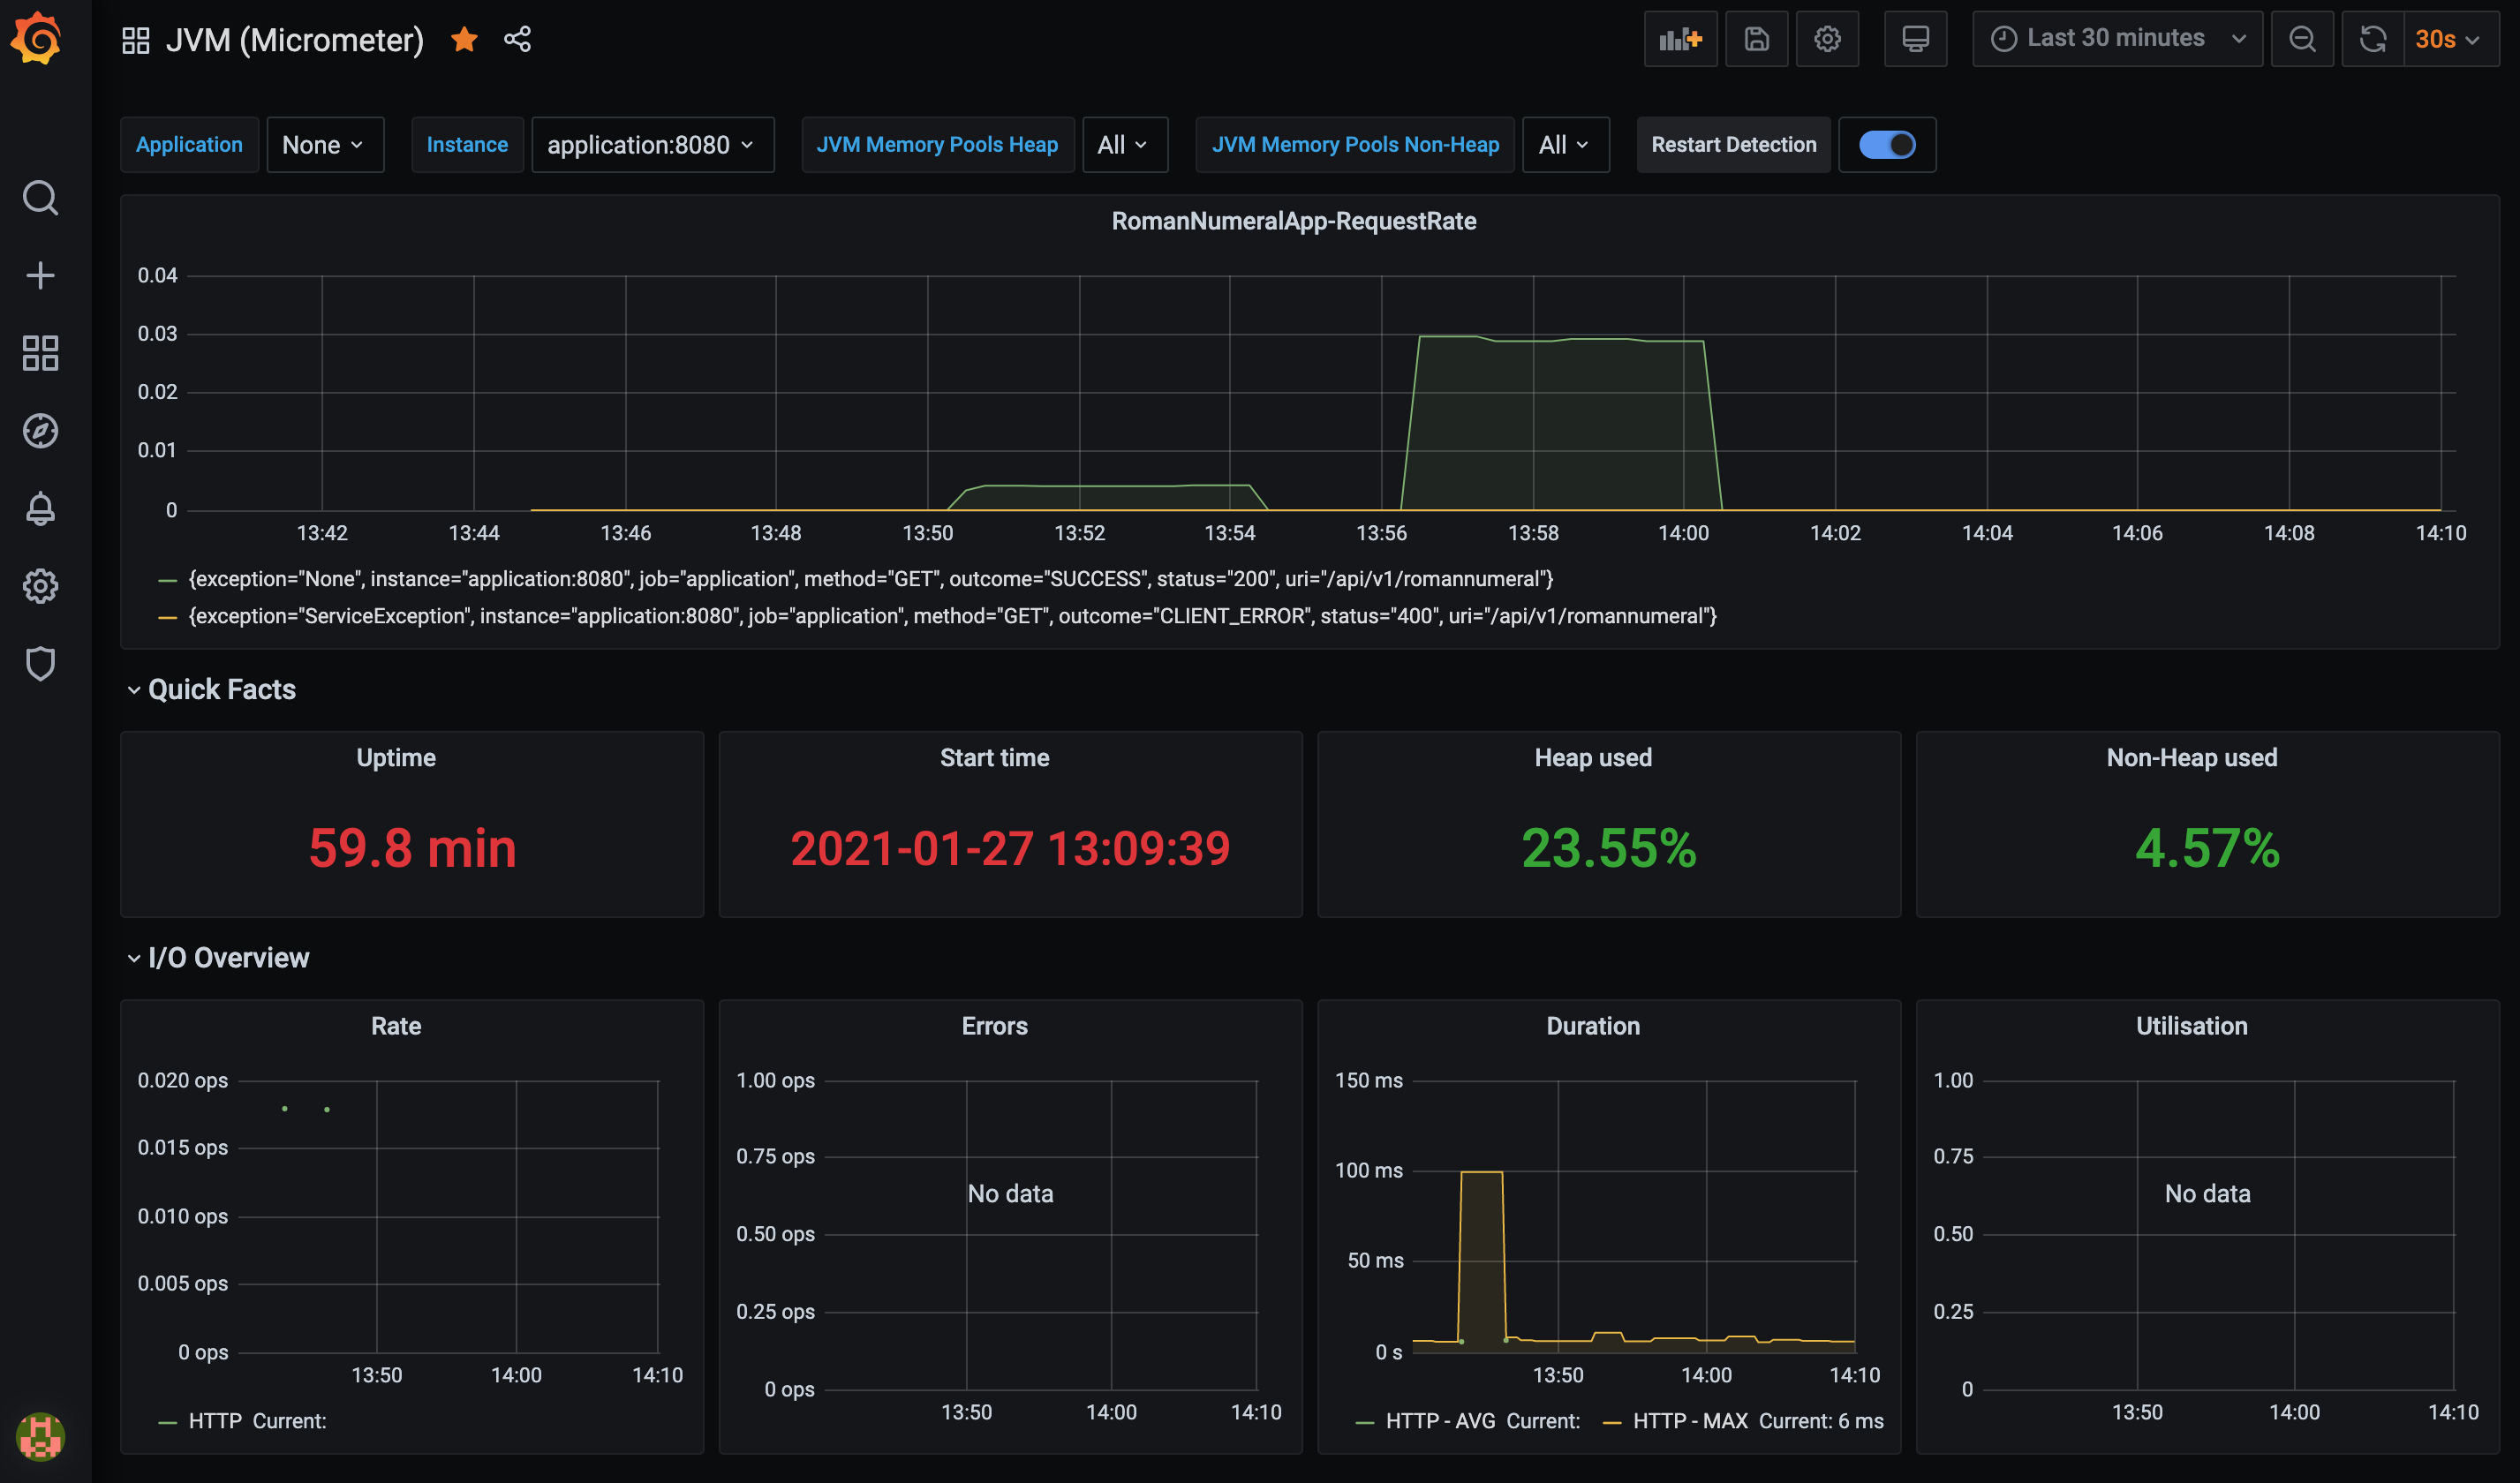 JVM (Micrometer)
Last 30 minutes
30s
Application None Instance application:8080 JVM Memory Pools Heap All JVM Memory Pools Non-Heap All Restart Detection
RomanNumeralApp-RequestRate
0.04
0.03
0.02
0.01
0
13:42 13:44 13:46 13:48 13:50 13:52 13:54 13:56 13:58 14:00 14:02 14:04 14:06 14:08 14:10
{exception="None", instance="application:8080", job="application", method="GET", outcome="SUCCESS", status="200", uri="/api/v1/romannumeral"}
{exception="ServiceException", instance="application:8080", job="application", method="GET", outcome="CLIENT_ERROR", status="400", uri="/api/v1/romannumeral"}
Quick Facts
Uptime
59.8 min
Start time
2021-01-27 13:09:39
Heap used
23.55%
Non-Heap used
4.57%
I/O Overview
Rate
0.020 ops
0.015 ops
0.010 ops
0.005 ops
0 ops
13:50 14:00 14:10
HTTP Current:
Errors
1.00 ops
0.75 ops
0.50 ops
0.25 ops
0 ops
No data
13:50 14:00 14:10
Duration
150 ms
100 ms
50 ms
0 s
13:50 14:00 14:10
HTTP - AVG Current: HTTP - MAX Current: 6 ms
Utilisation
1.00
0.75
0.50
0.25
0
No data
13:50 14:00 14:10